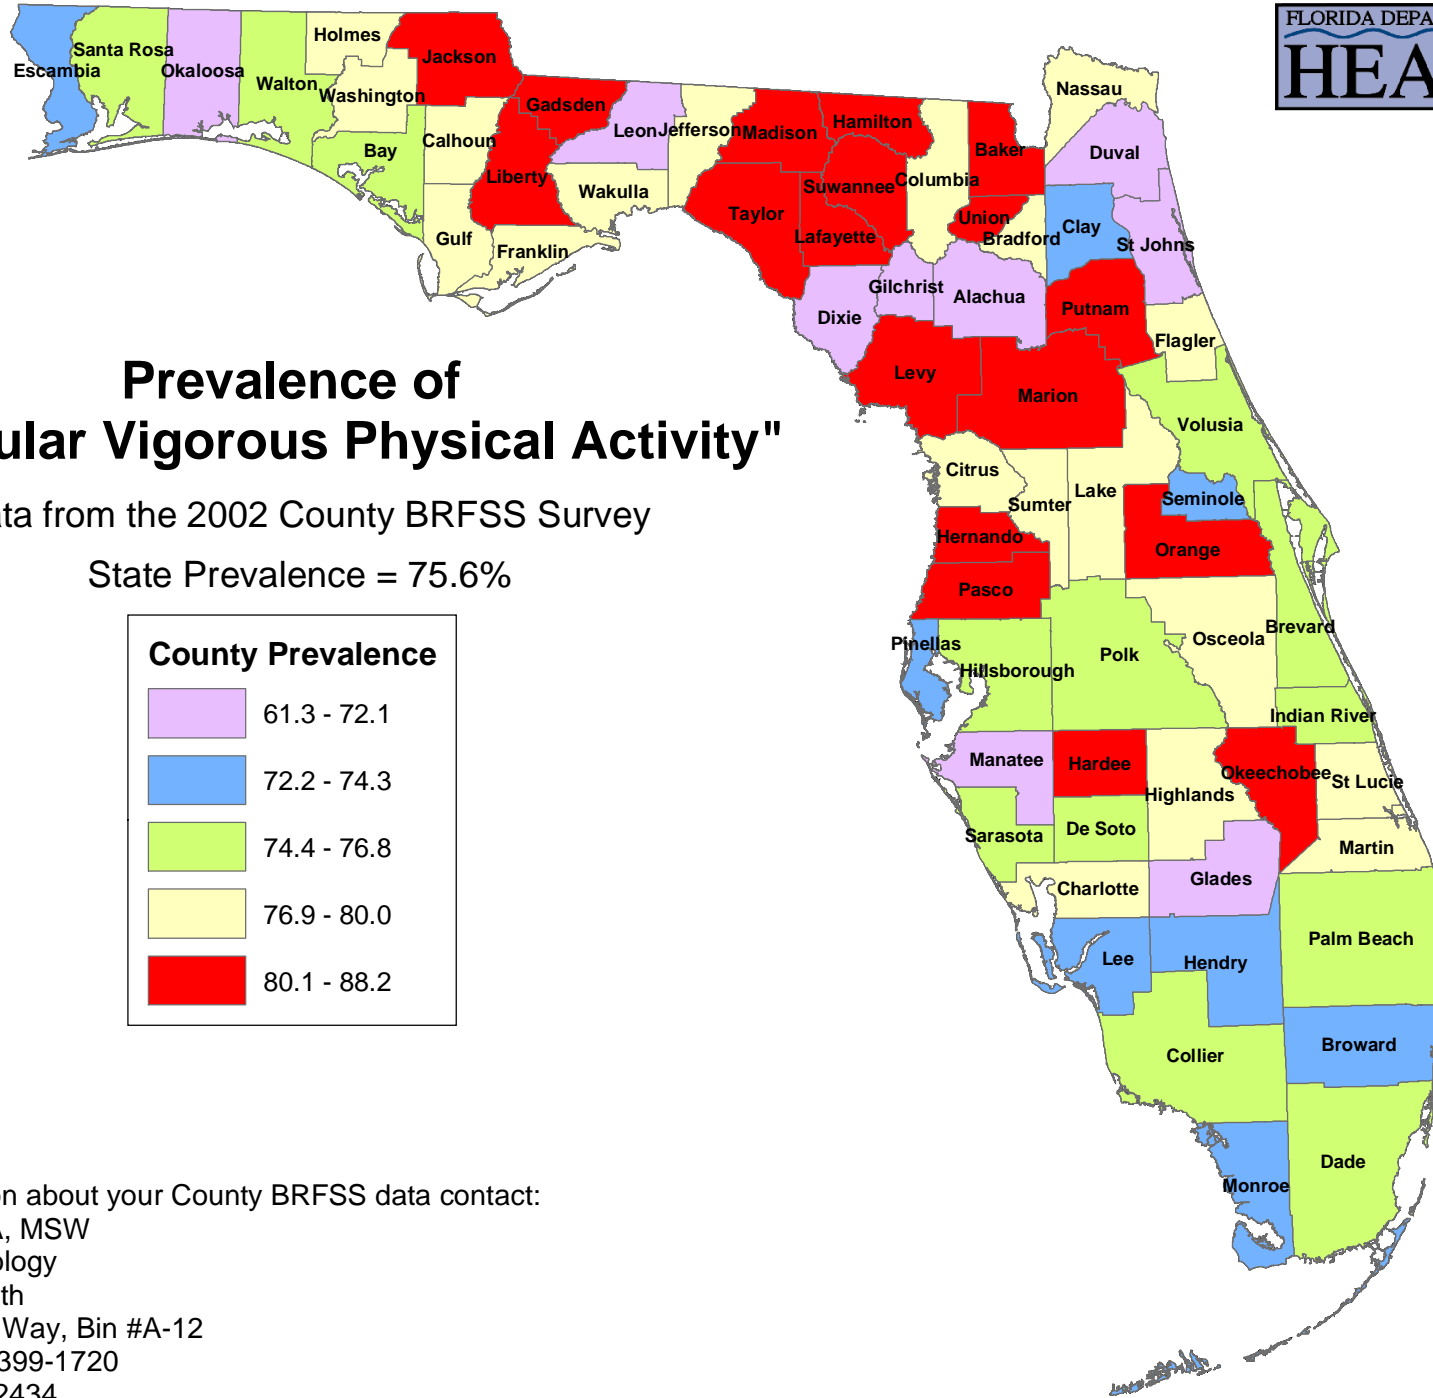 FLORIDA DEPA
HEA
Holmes
Santa Rosa
Escambia
Okaloosa
Walton
Washington
Jackson
Gadsden
Calhoun
Bay
Liberty
Leon
Jefferson
Madison
Hamilton
Wakulla
Gulf
Franklin
Taylor
Suwannee
Lafayette
Columbia
Baker
Nassau
Duval
Union
Bradford
Clay
St Johns
Gilchrist
Alachua
Dixie
Putnam
Flagler
Levy
Marion
Volusia
Citrus
Sumter
Lake
Seminole
Hernando
Orange
Pasco
Pinellas
Hillsborough
Polk
Osceola
Brevard
Indian River
Manatee
Hardee
Highlands
Okeechobee
St Lucie
Sarasota
De Soto
Martin
Charlotte
Glades
Palm Beach
Lee
Hendry
Collier
Broward
Dade
Monroe
Prevalence of
ular Vigorous Physical Activity"
ta from the 2002 County BRFSS Survey
State Prevalence = 75.6%
County Prevalence
61.3 - 72.1
72.2 - 74.3
74.4 - 76.8
76.9 - 80.0
80.1 - 88.2
n about your County BRFSS data contact:
, MSW
ology
th
Way, Bin #A-12
399-1720
2434